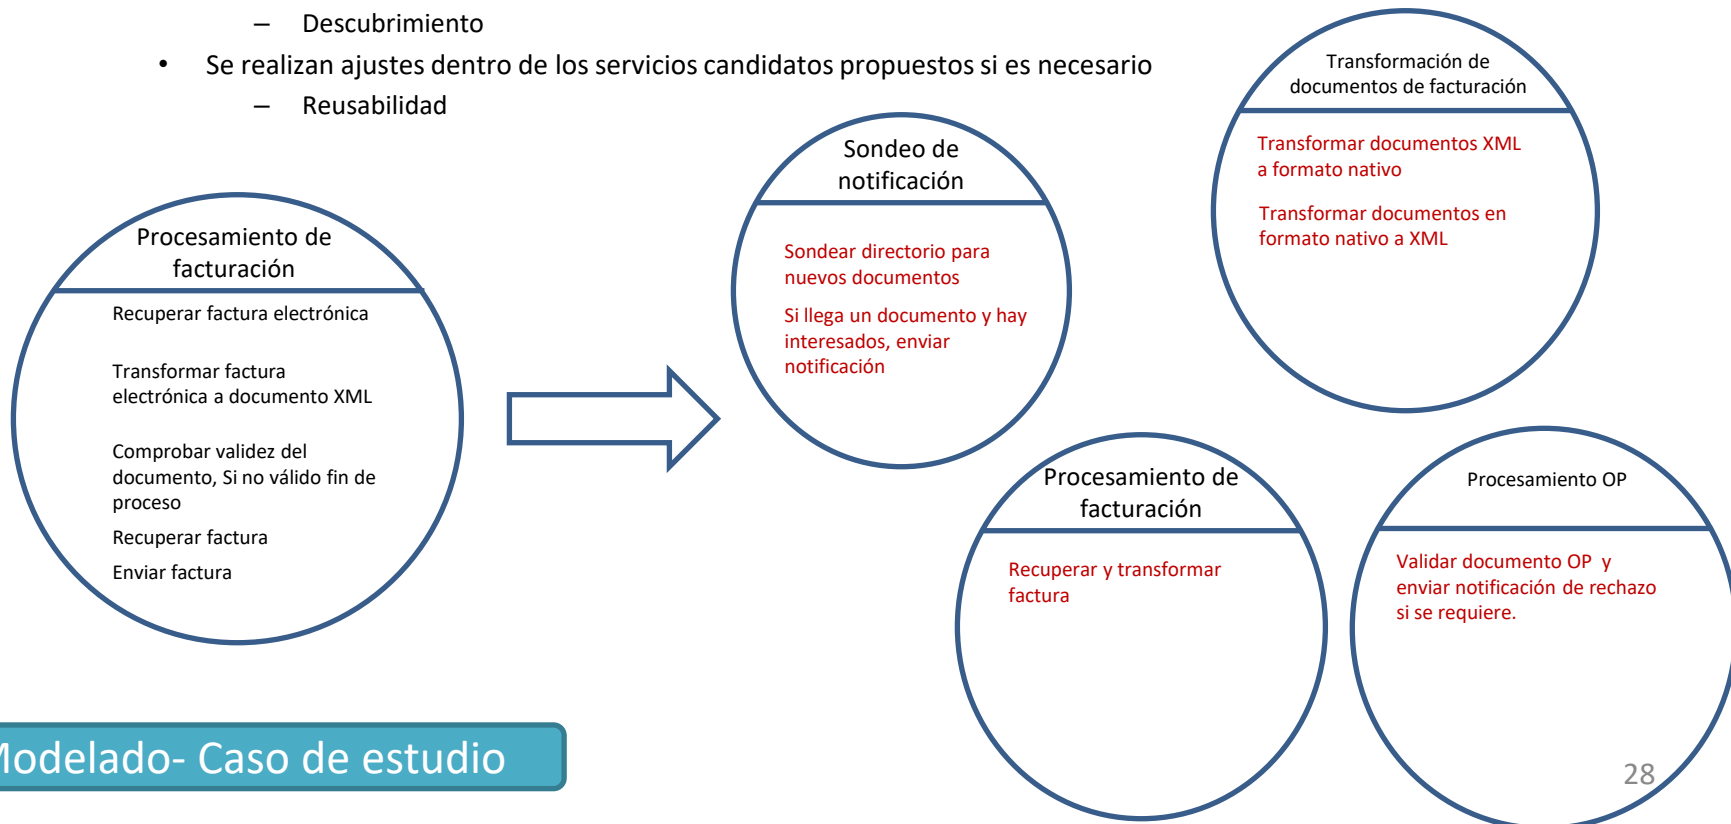 – Descubrimiento
• Se realizan ajustes dentro de los servicios candidatos propuestos si es necesario
– Reusabilidad
Procesamiento de
facturación
Recuperar factura electrónica
Transformar factura
electrónica a documento XML
Comprobar validez del
documento, Si no válido fin de
proceso
Recuperar factura
Enviar factura
Sondeo de
notificación
Sondear directorio para
nuevos documentos
Si llega un documento y hay
interesados, enviar
notificación
Transformación de
documentos de facturación
Transformar documentos XML
a formato nativo
Transformar documentos en
formato nativo a XML
Procesamiento de
facturación
Recuperar y transformar
factura
Procesamiento OP
Validar documento OP y
enviar notificación de rechazo
si se requiere.
Modelado- Caso de estudio
28